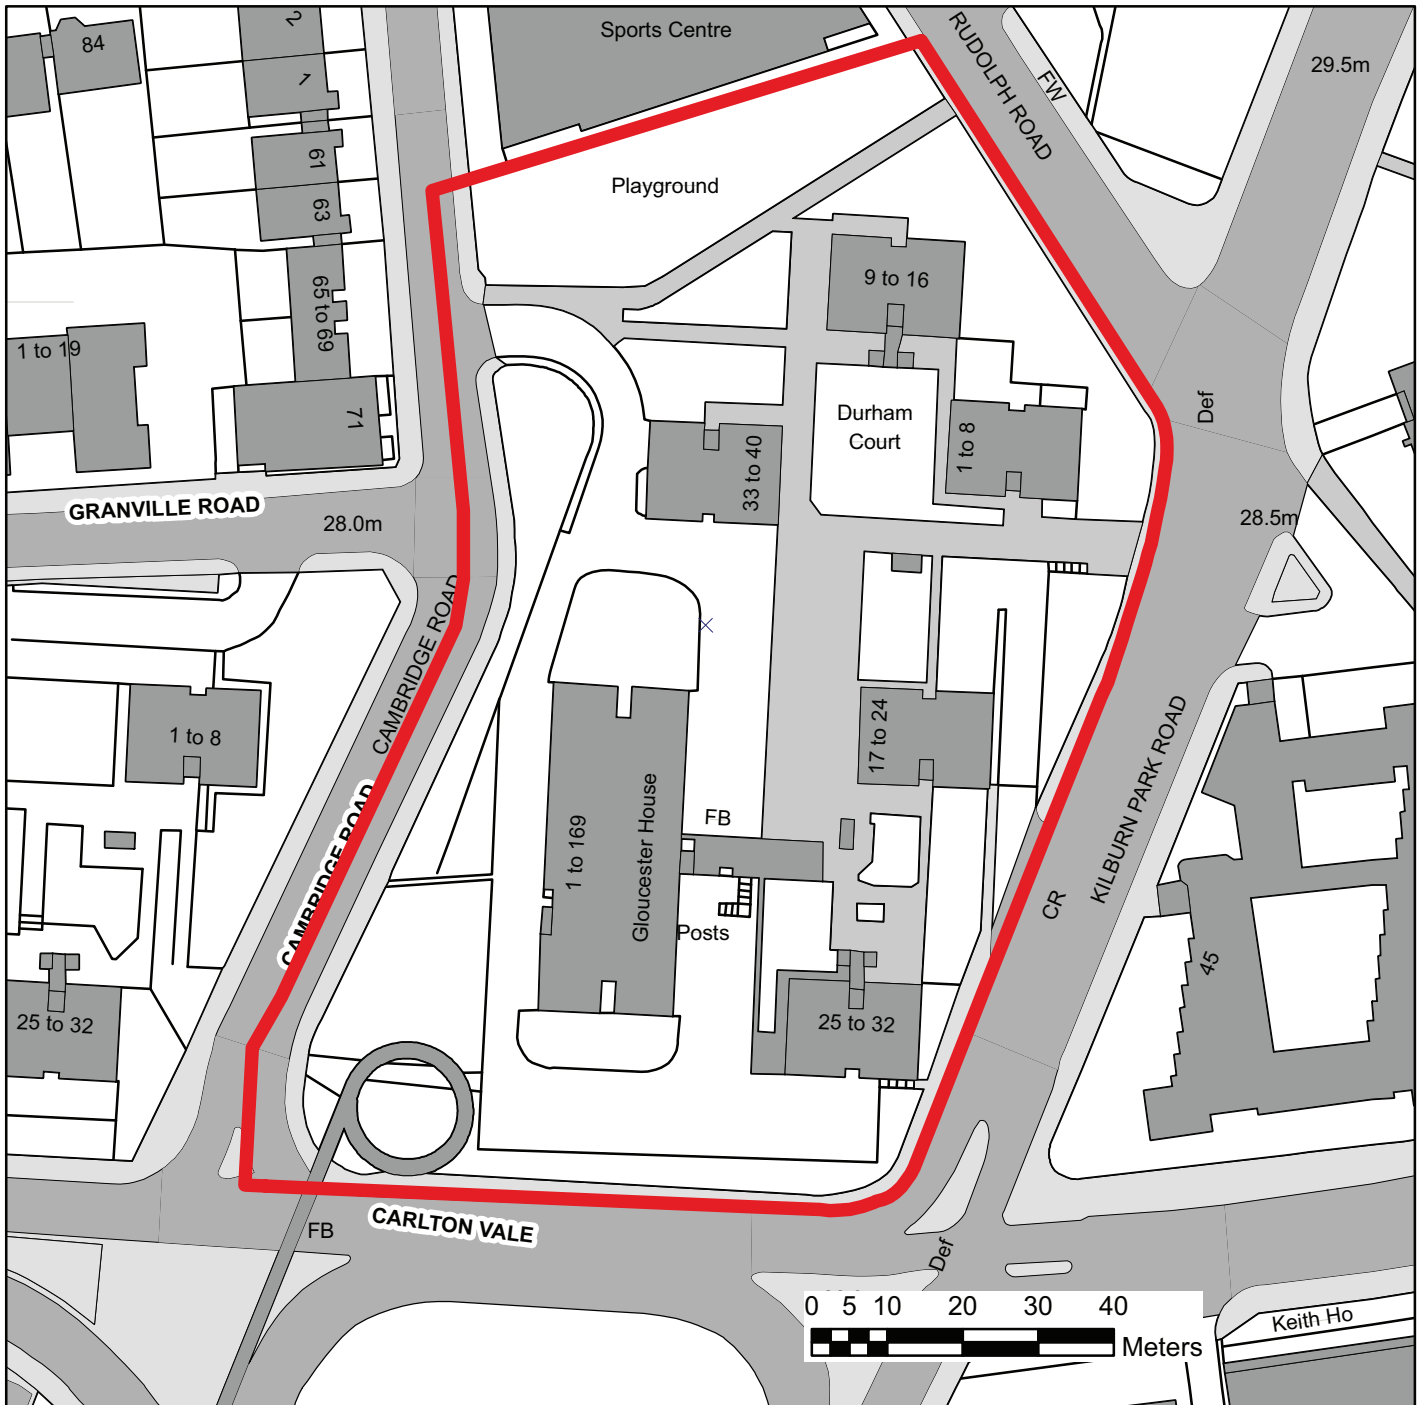 2
Sports Centre
RUDOLPH ROAD
84
29.5m
1
FW
61
Playground
63
9 to 16
65 to 69
1 to 19
Durham
Court
Def
71
1 to 8
33 to 40
GRANVILLE ROAD
28.0m
28.5m
CAMBRIDGE ROAD
1 to 8
17 to 24
KILBURN PARK ROAD
CAMBRIDGE ROAD
FB
1 to 169
Gloucester House
CR
Posts
45
25 to 32
25 to 32
CARLTON VALE
FB
Def
0 5 10 20 30 40
Meters
Keith Ho